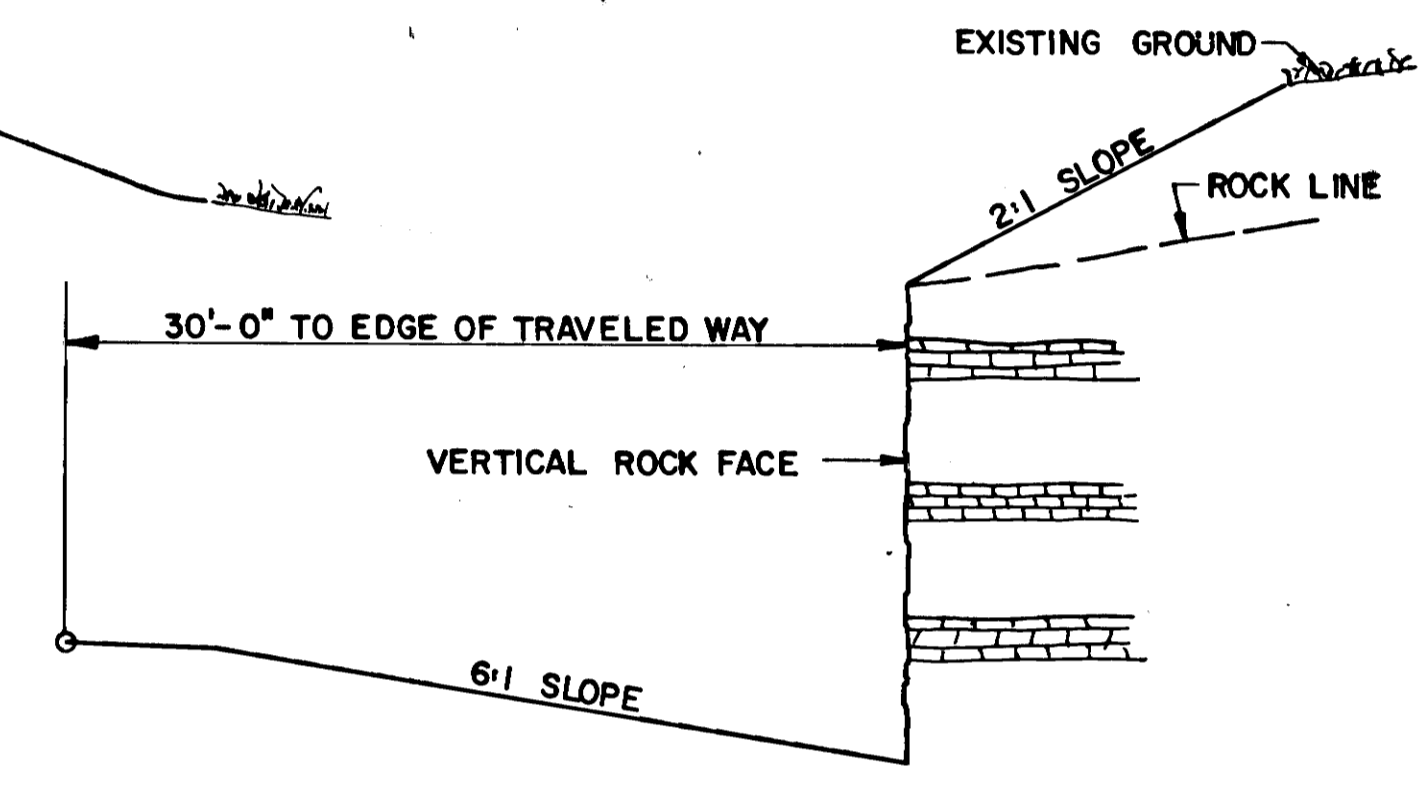 EXISTING GROUND
2:1 SLOPE
ROCK LINE
30'-0" TO EDGE OF TRAVELED WAY
VERTICAL ROCK FACE
6:1 SLOPE